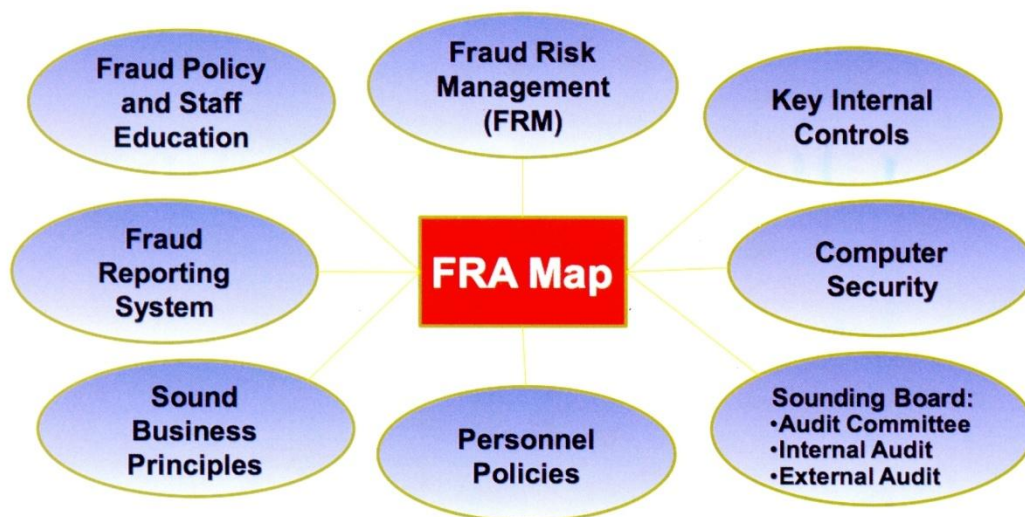 Fraud Policy
and Staff
Education
Fraud Risk
Management
(FRM)
Key Internal
Controls
Fraud
Reporting
System
FRA Map
Computer
Security
Sound
Business
Principles
Personnel
Policies
Sounding Board:
•Audit Committee
•Internal Audit
•External Audit